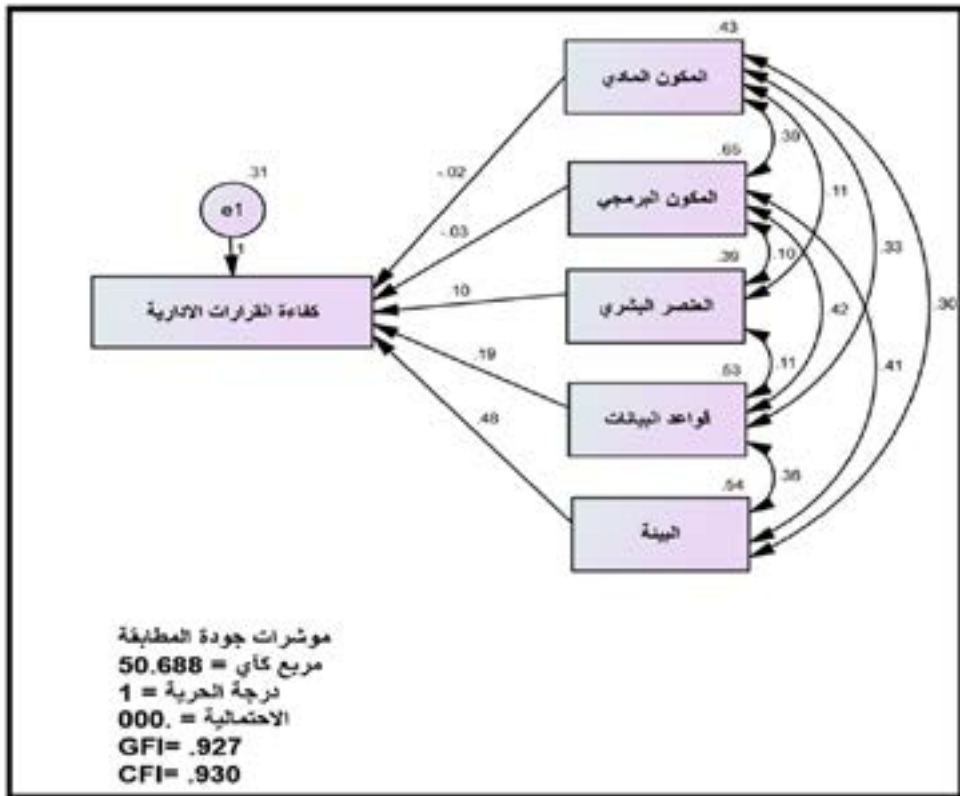 .43
المكون المادي
.39
-.02
.65
المكون البرمجي
.11
.31
e1
1
-.03
.10
.33
.39
العنصر البشري
.30
كفاءة القرارات الادارية
.10
.42
.19
.11
.41
.53
قواعد البيانات
.48
.54
البيئة
موشرات جودة المطابقة
مربع كأي = 50.688
درجة الحرية = 1
الاحتمالية = .000
GFI= .927
CFI= .930